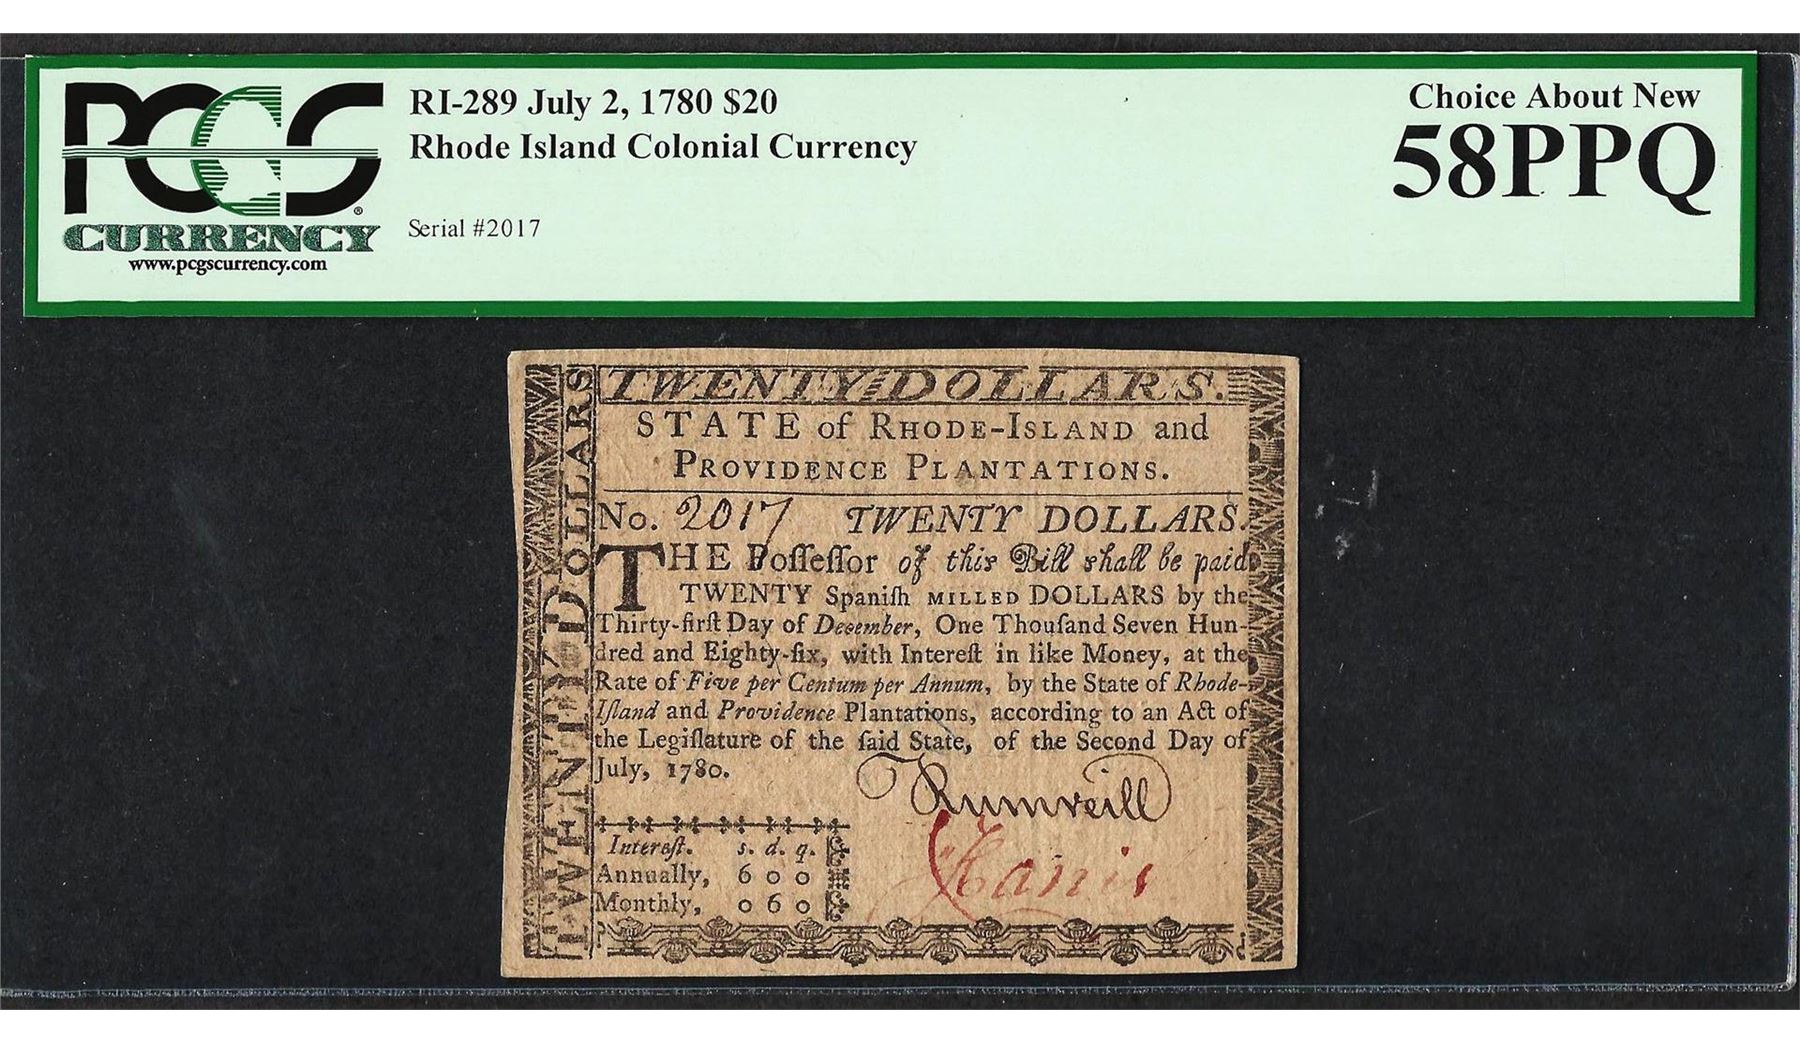 PCGS
CURRENCY
www.pcgscurrency.com
RI-289 July 2, 1780 $20
Rhode Island Colonial Currency
Serial #2017
Choice About New
58PPQ
TWENTY DOLLARS.
TWENTY DOLLARS
STATE of RHODE-ISLAND and
PROVIDENCE PLANTATIONS.
No. 2017 TWENTY DOLLARS.
THE Poſſeſſor of this Bill shall be paid
TWENTY Spaniſh MILLED DOLLARS by the
Thirty-firſt Day of December, One Thouſand Seven Hun-
dred and Eighty-ſix, with Intereſt in like Money, at the
Rate of Five per Centum per Annum, by the State of Rhode-
Iſland and Providence Plantations, according to an Act of
the Legiſlature of the ſaid State, of the Second Day of
July, 1780.
Intereſt. s. d. q.
Annually, 6 0 0
Monthly, 0 6 0